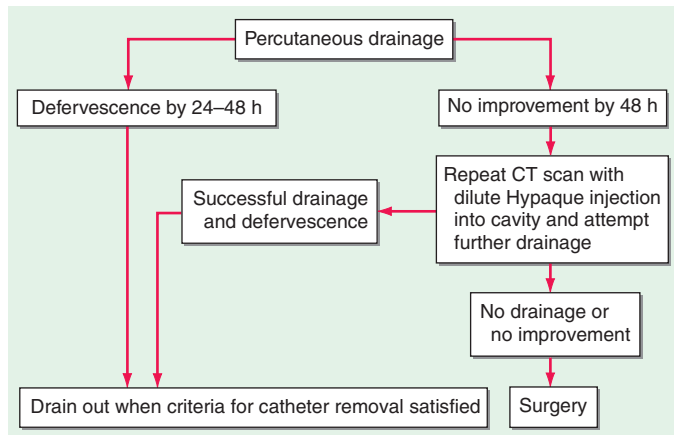 Percutaneous drainage
Defervescence by 24–48 h
No improvement by 48 h
Repeat CT scan with
dilute Hypaque injection
into cavity and attempt
further drainage
Successful drainage
and defervescence
No drainage or
no improvement
Drain out when criteria for catheter removal satisfied
Surgery